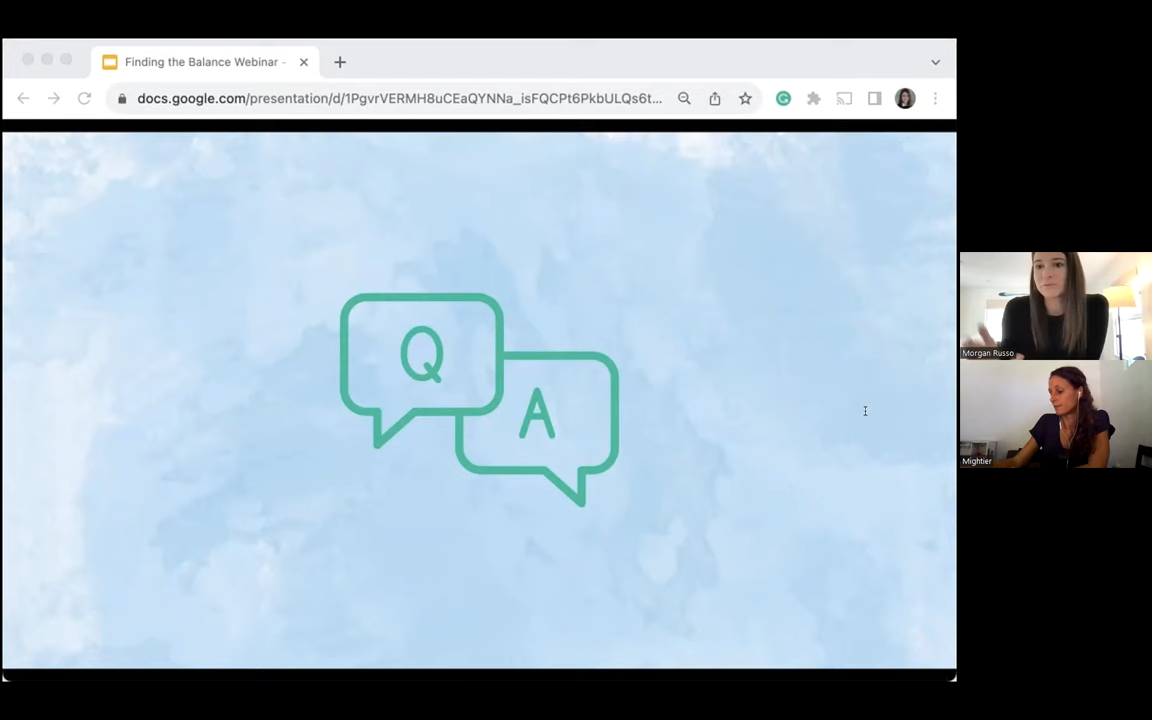 Finding the Balance Webinar -
docs.google.com/presentation/d/1PgvrVERMH8uCEaQYNNa_isFQCPt6PkbULQs6t...
Q
A
Morgan Russo
Mightier